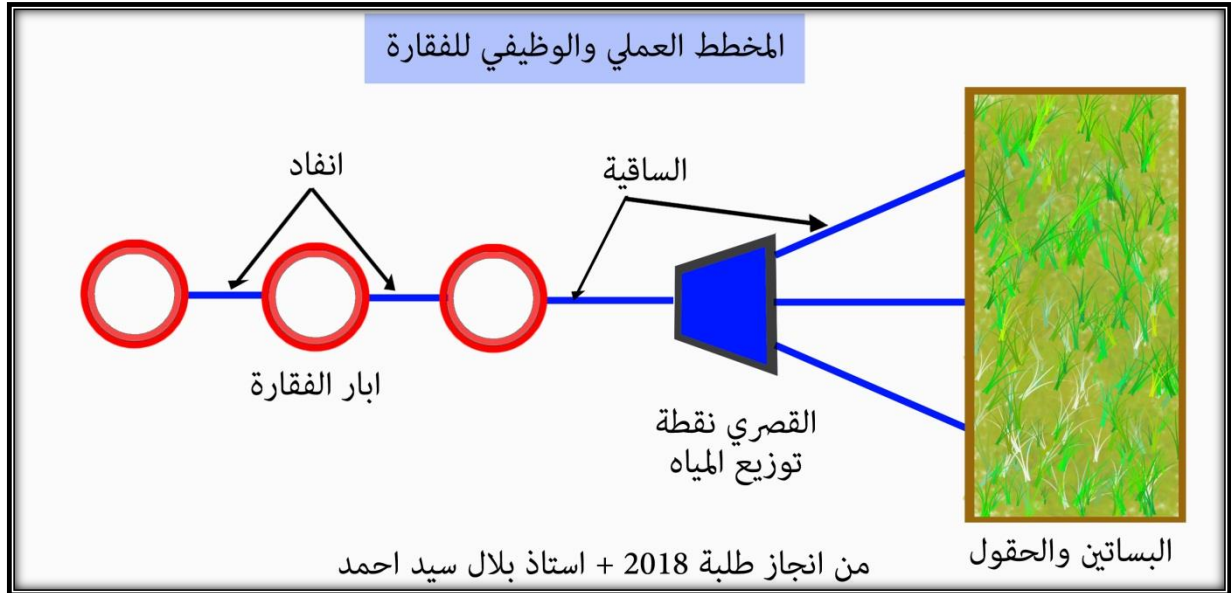 المخطط العملي والوظيفي للفقارة
انفاد
الساقية
ابار الفقارة
القصري نقطة
توزيع المياه
البساتين والحقول
من انجاز طلبة 2018 + استاذ بلال سيد احمد